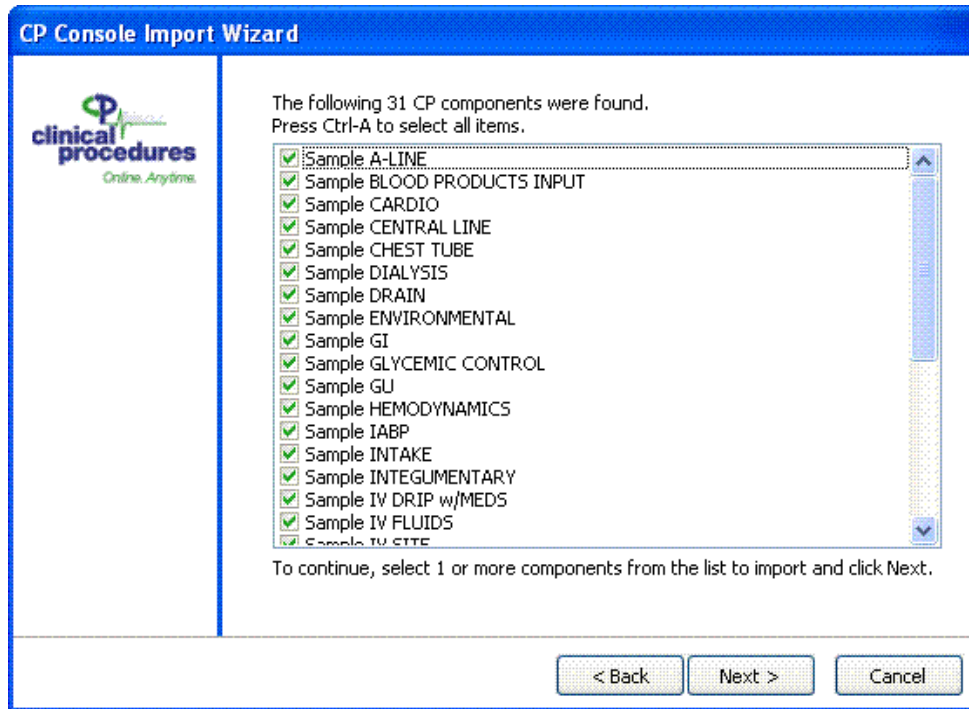 CP Console Import Wizard
CP
clinical
procedures
Online. Anytime.
The following 31 CP components were found.
Press Ctrl-A to select all items.
Sample A-LINE
Sample BLOOD PRODUCTS INPUT
Sample CARDIO
Sample CENTRAL LINE
Sample CHEST TUBE
Sample DIALYSIS
Sample DRAIN
Sample ENVIRONMENTAL
Sample GI
Sample GLYCEMIC CONTROL
Sample GU
Sample HEMODYNAMICS
Sample IABP
Sample INTAKE
Sample INTEGUMENTARY
Sample IV DRIP w/MEDS
Sample IV FLUIDS
Sample IV SITE
To continue, select 1 or more components from the list to import and click Next.
< Back
Next >
Cancel